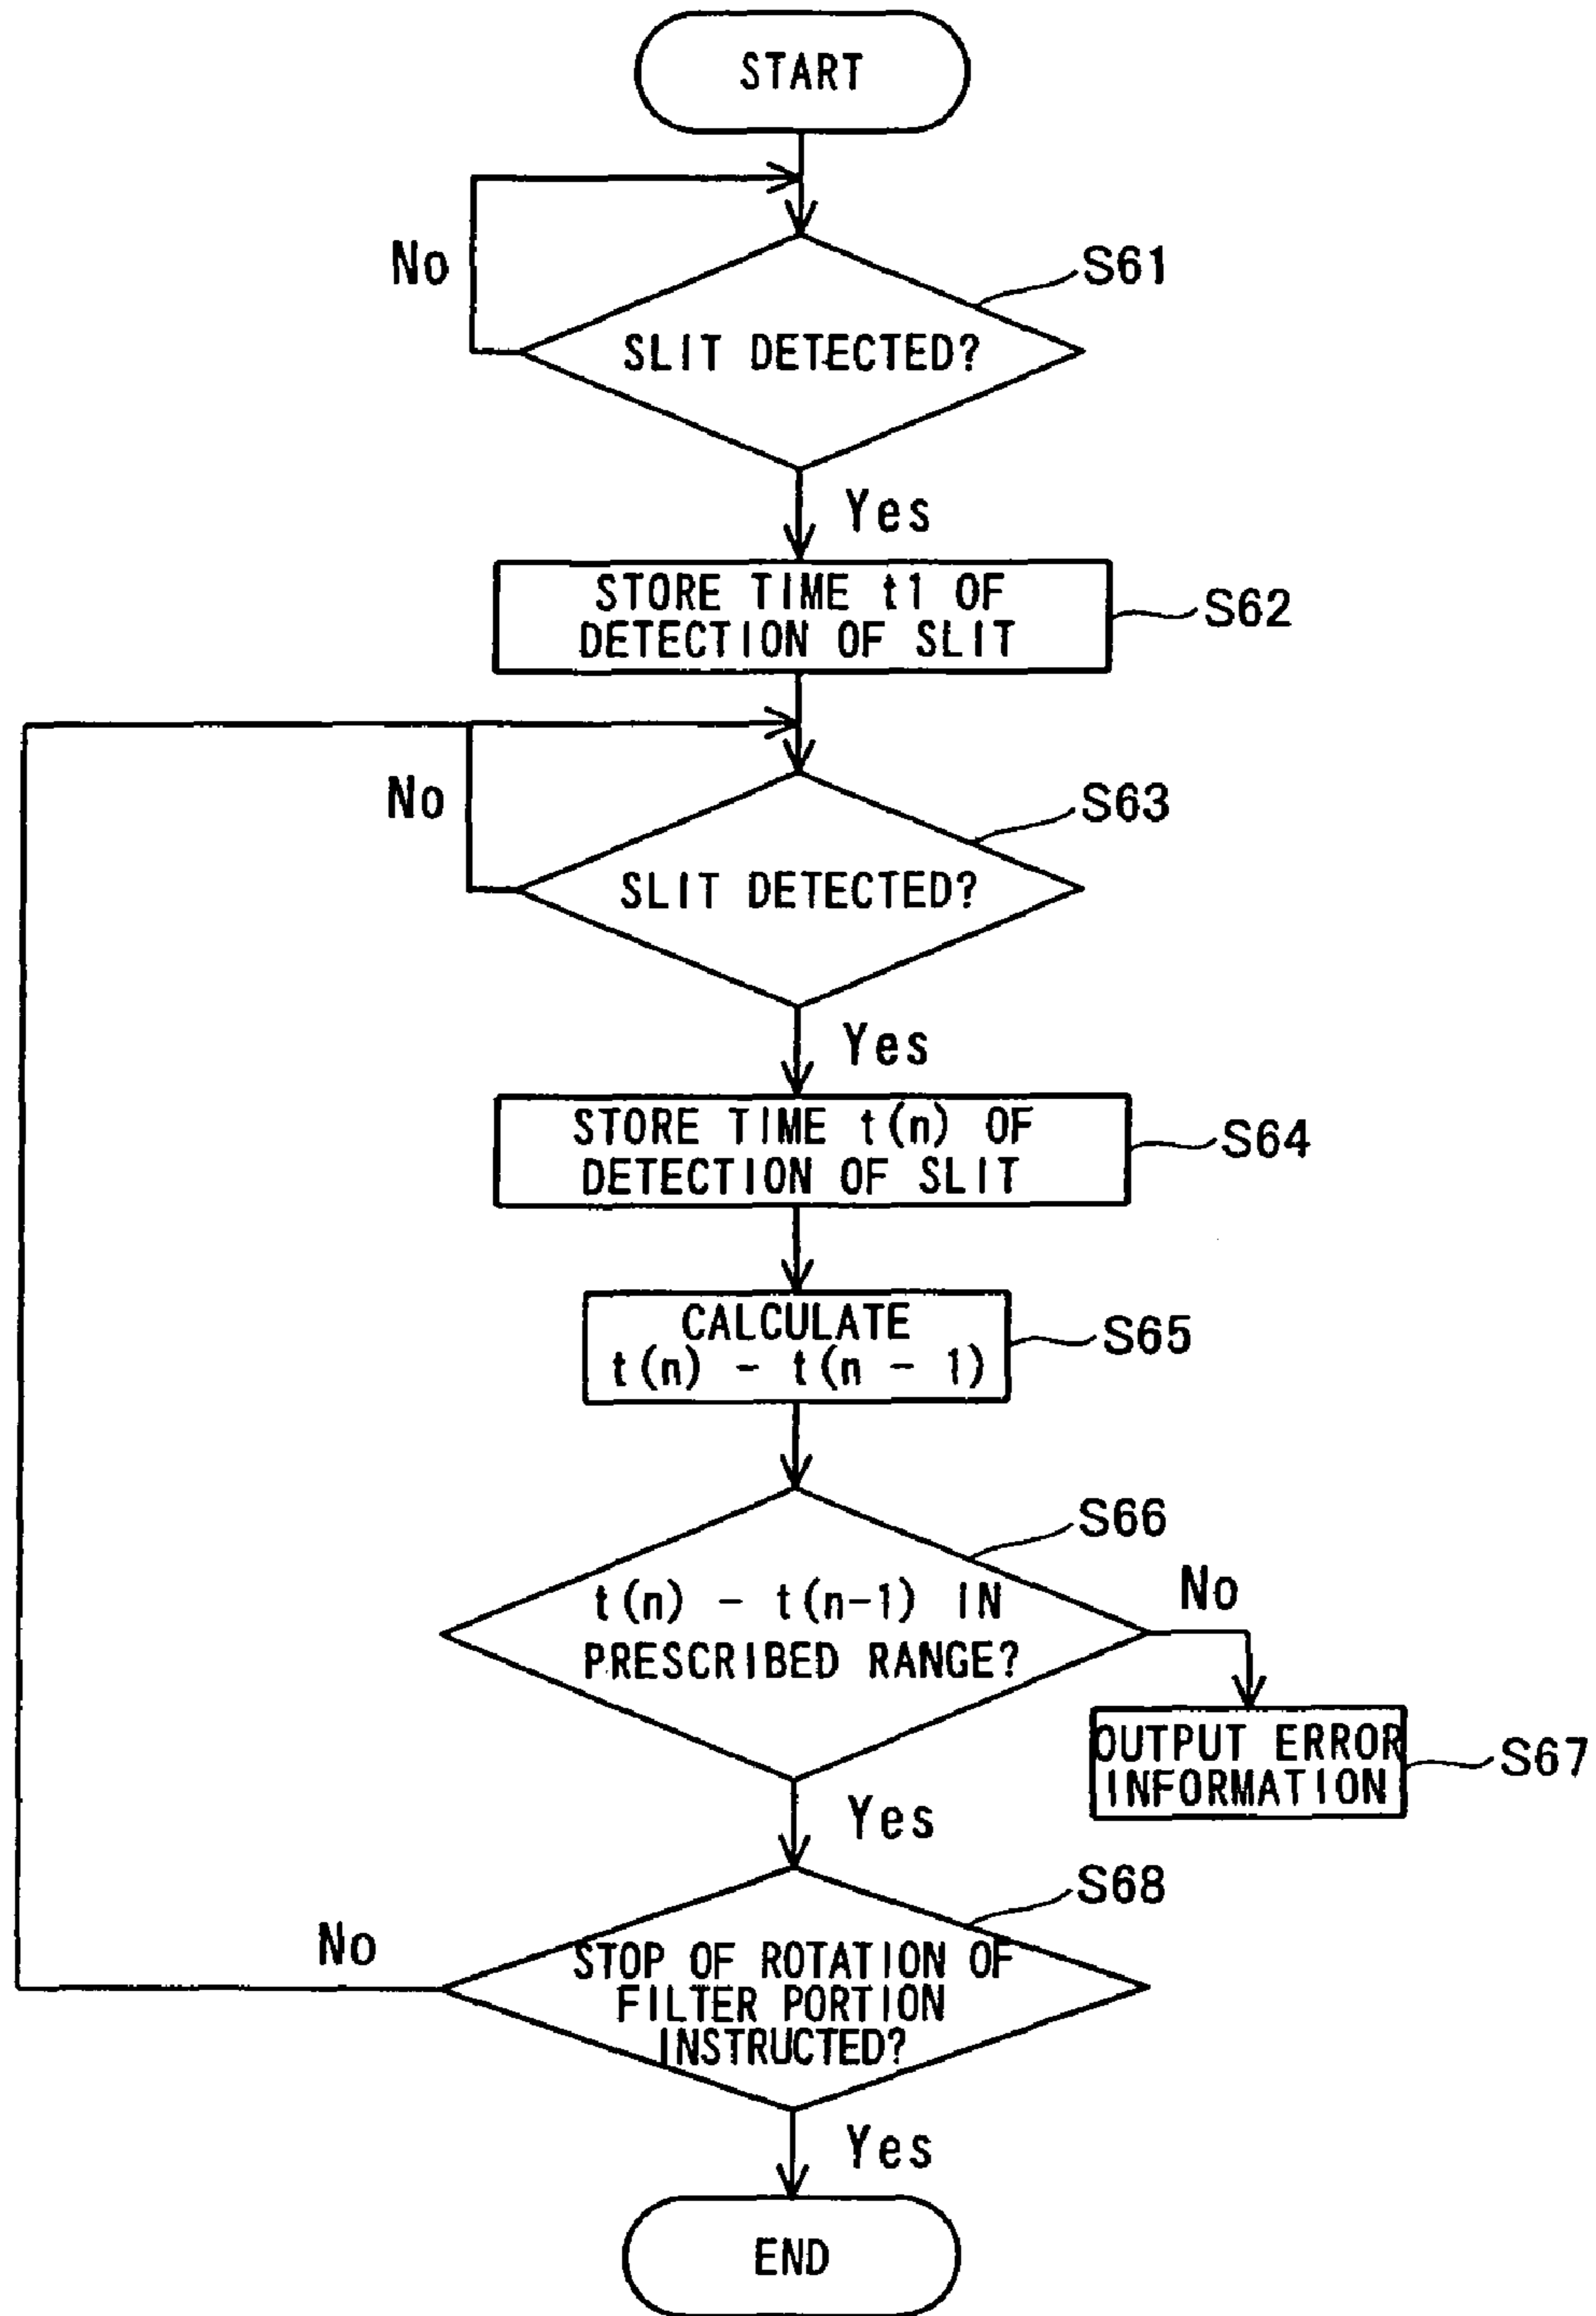 START
No
S61
SLIT DETECTED?
Yes
STORE TIME t1 OF
DETECTION OF SLIT
S62
No
S63
SLIT DETECTED?
Yes
STORE TIME t(n) OF
DETECTION OF SLIT
S64
CALCULATE
t(n) - t(n - 1)
S65
S66
t(n) - t(n-1) IN
PRESCRIBED RANGE?
No
OUTPUT ERROR
INFORMATION
S67
Yes
S68
No
STOP OF ROTATION OF
FILTER PORTION
INSTRUCTED?
Yes
END